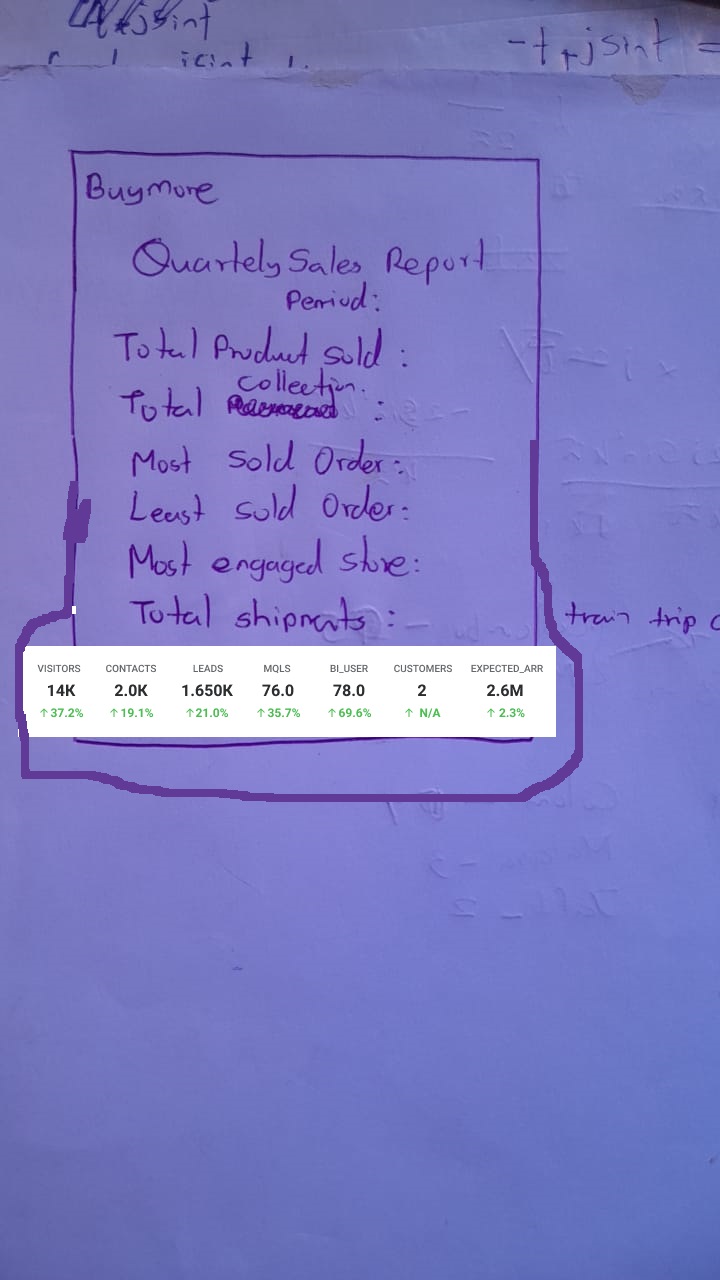 -t+jsint =
Buymore
Quartely Sales Report
Period:
Total Product sold :
collection.
Total :
Most sold Order:
Least sold Order:
Most engaged store:
Total shipments :
train trip
VISITORS CONTACTS LEADS MQLS BI_USER CUSTOMERS EXPECTED_ARR
14K 2.0K 1.650K 76.0 78.0 2 2.6M
↑37.2% ↑19.1% ↑21.0% ↑35.7% ↑69.6% ↑ N/A ↑ 2.3%